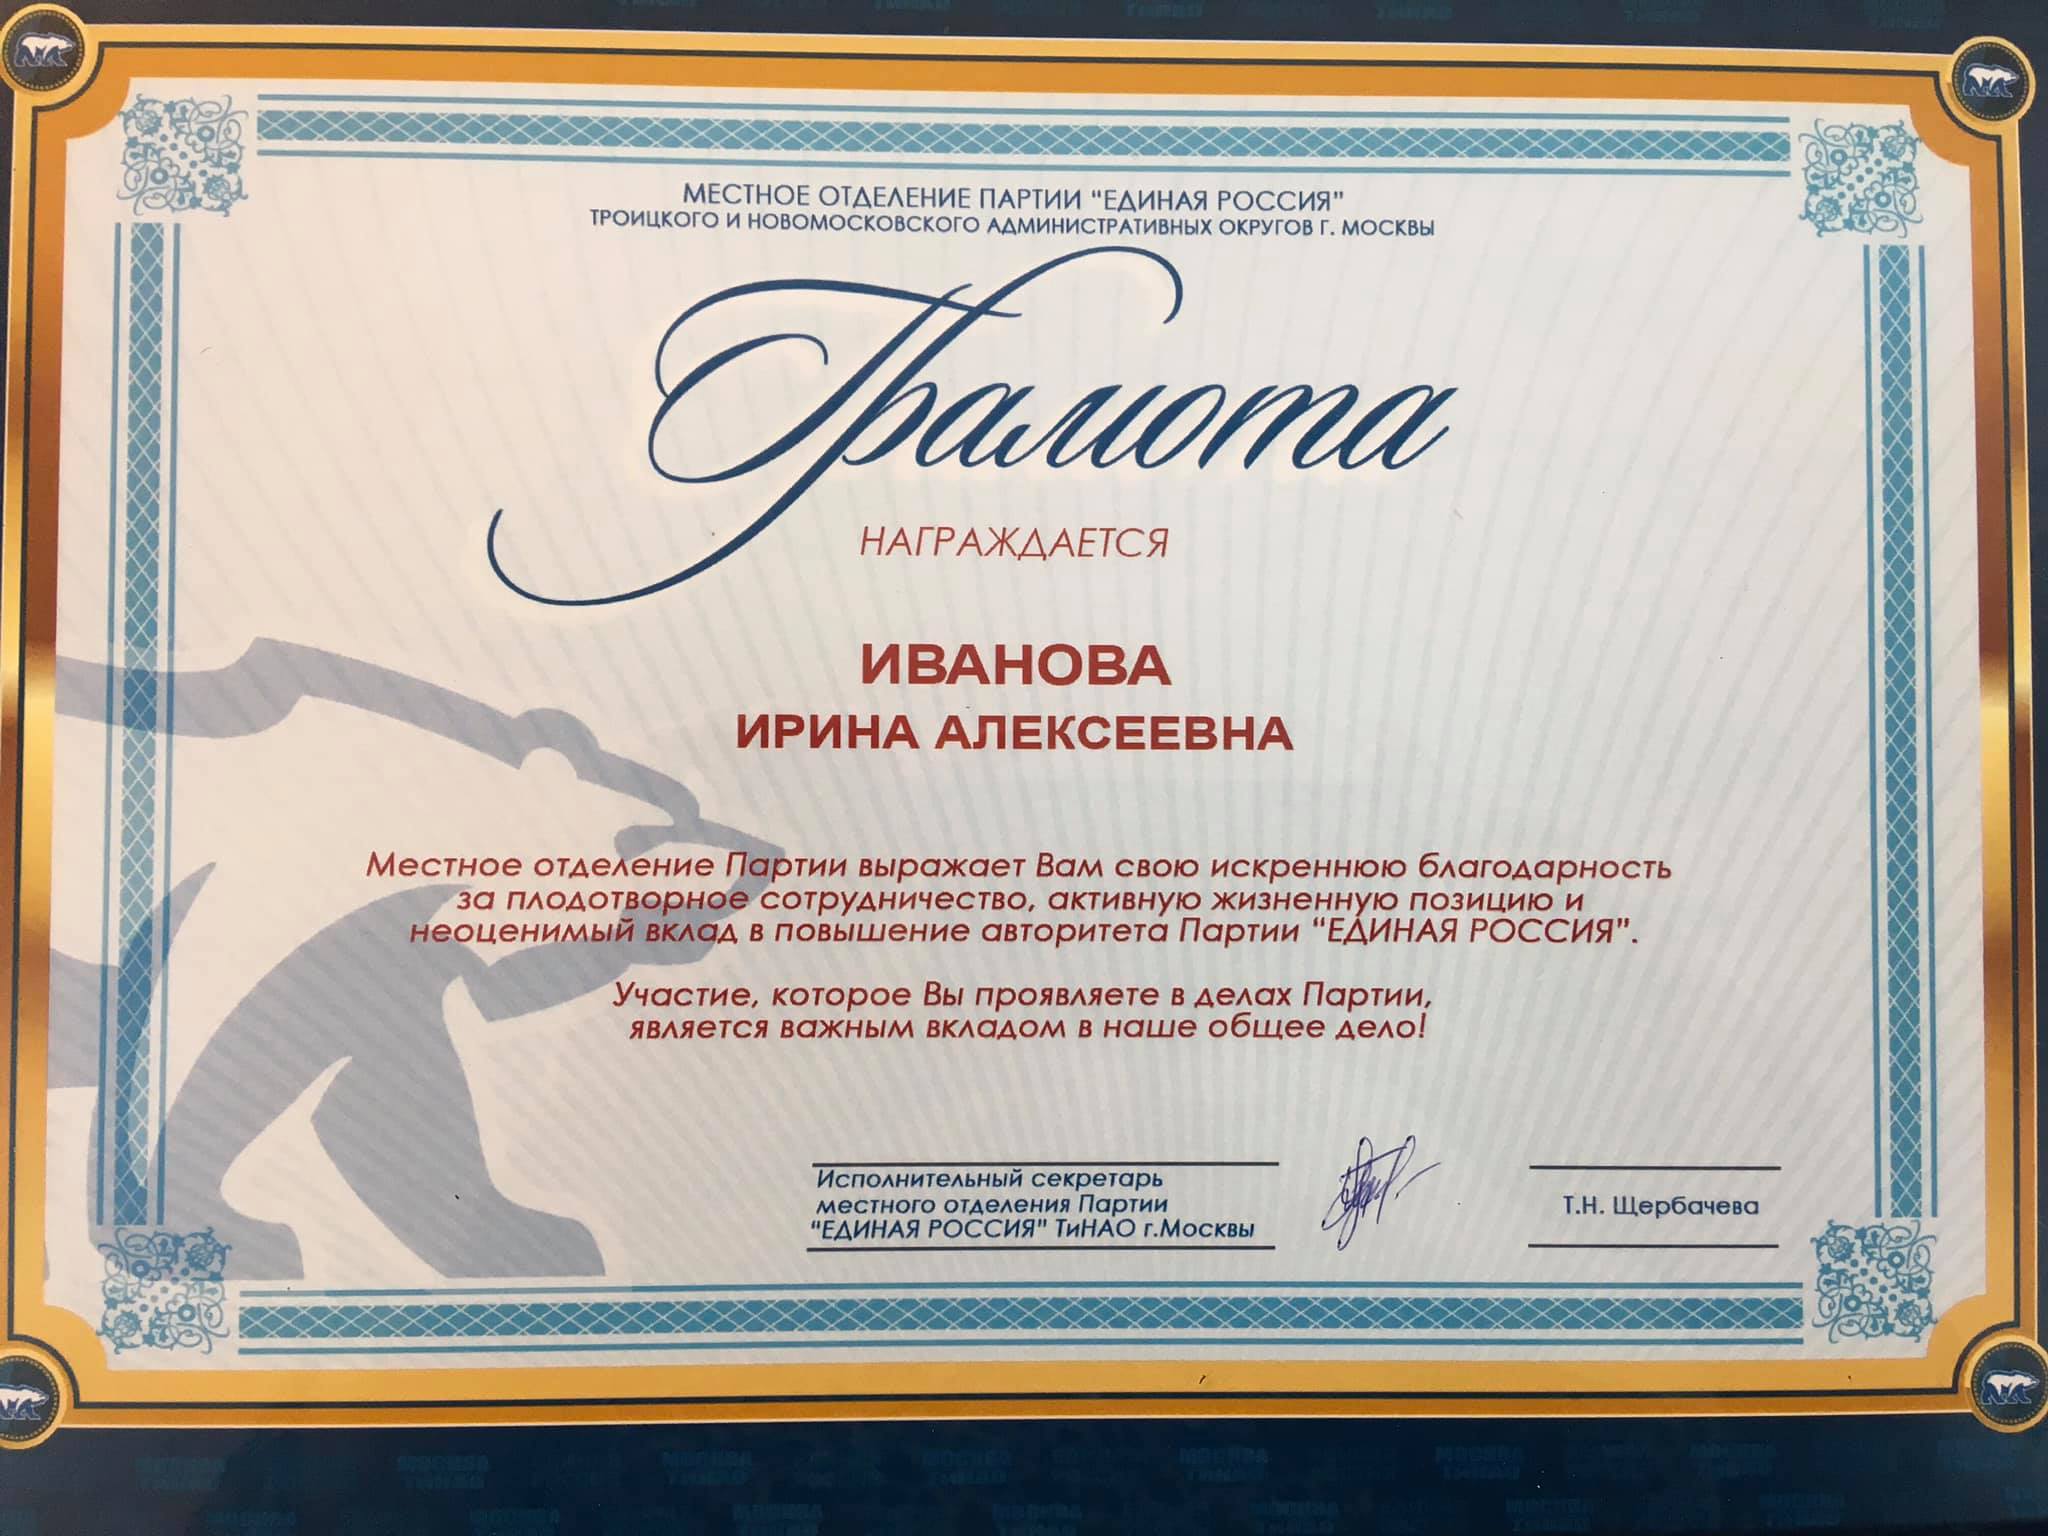 МЕСТНОЕ ОТДЕЛЕНИЕ ПАРТИИ “ЕДИНАЯ РОССИЯ”
ТРОИЦКОГО И НОВОМОСКОВСКОГО АДМИНИСТРАТИВНЫХ ОКРУГОВ Г. МОСКВЫ
Грамота
НАГРАЖДАЕТСЯ
ИВАНОВА
ИРИНА АЛЕКСЕЕВНА
Местное отделение Партии выражает Вам свою искреннюю благодарность
за плодотворное сотрудничество, активную жизненную позицию и
неоценимый вклад в повышение авторитета Партии “ЕДИНАЯ РОССИЯ”.
Участие, которое Вы проявляете в делах Партии,
является важным вкладом в наше общее дело!
Исполнительный секретарь
местного отделения Партии
“ЕДИНАЯ РОССИЯ” ТиНАО г.Москвы
Т.Н. Щербачева